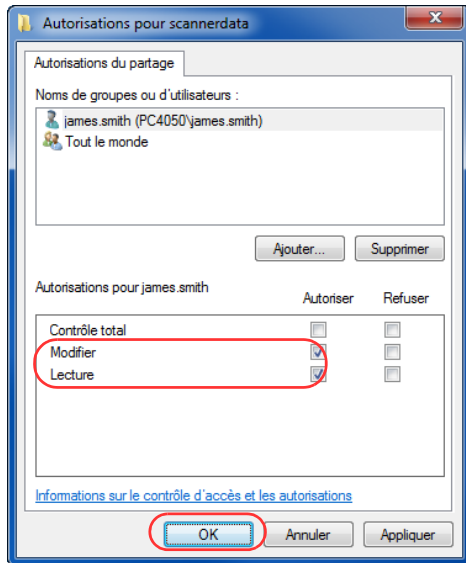 Autorisations pour scannerdata
Autorisations du partage
Noms de groupes ou d'utilisateurs :
james.smith (PC4050\james.smith)
Tout le monde
Ajouter... Supprimer
Autorisations pour james.smith Autoriser Refuser
Contrôle total
Modifier
Lecture
Informations sur le contrôle d'accès et les autorisations
OK Annuler Appliquer